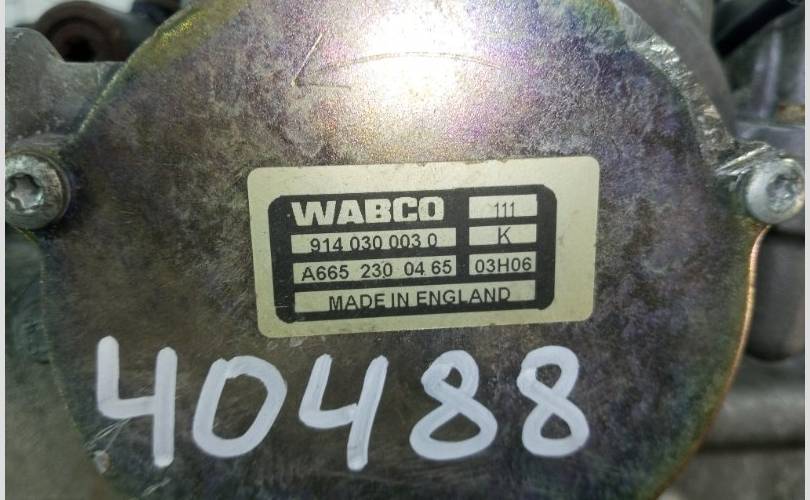 WABCO 111
914 030 003 0 K
A665 230 04 65 03H06
MADE IN ENGLAND
40488